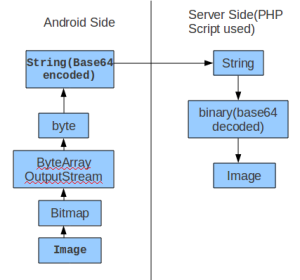 Android Side
Server Side(PHP
Script used)
String(Base64
encoded)
String
byte
binary(base64
decoded)
ByteArray
OutputStream
Image
Bitmap
Image